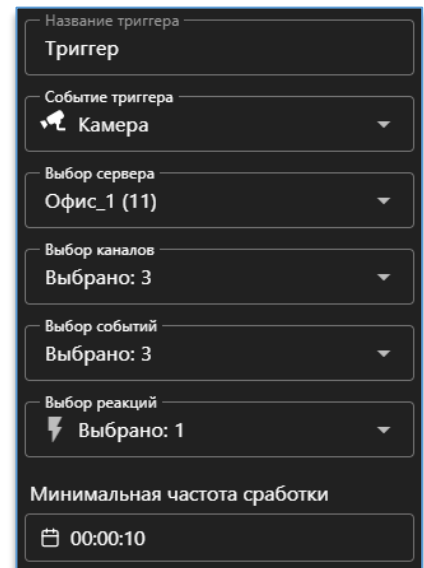 Название триггера
Триггер
Событие триггера
Камера
Выбор сервера
Офис_1 (11)
Выбор каналов
Выбрано: 3
Выбор событий
Выбрано: 3
Выбор реакций
Выбрано: 1
Минимальная частота сработки
00:00:10